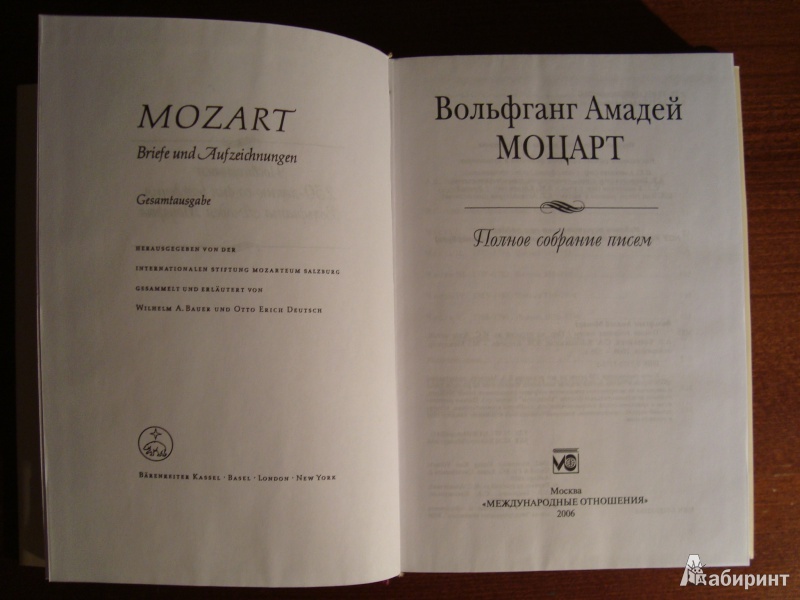 MOZART
Briefe und Aufzeichnungen
Gesamtausgabe
HERAUSGEGEBEN VON DER
INTERNATIONALEN STIFTUNG MOZARTEUM SALZBURG
GESAMMELT UND ERLÄUTERT VON
WILHELM A. BAUER UND OTTO ERICH DEUTSCH
BÄRENREITER KASSEL · BASEL · LONDON · NEW YORK
Вольфганг Амадей
МОЦАРТ
Полное собрание писем
МО
Москва
«МЕЖДУНАРОДНЫЕ ОТНОШЕНИЯ»
2006
Лабиринт